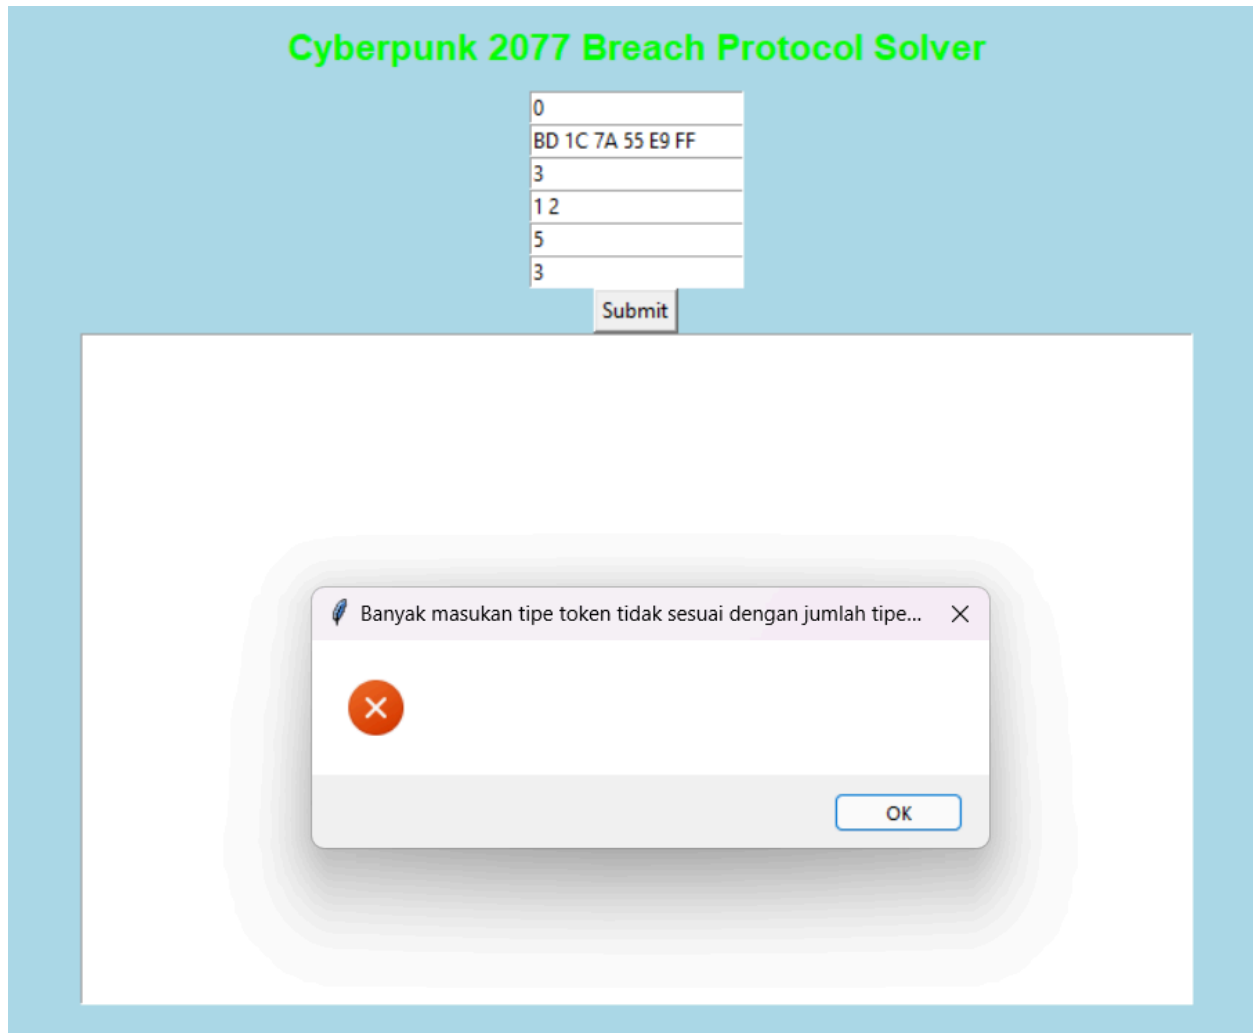 Cyberpunk 2077 Breach Protocol Solver
0
BD 1C 7A 55 E9 FF
3
1 2
5
3
Submit
Banyak masukan tipe token tidak sesuai dengan jumlah tipe...
OK